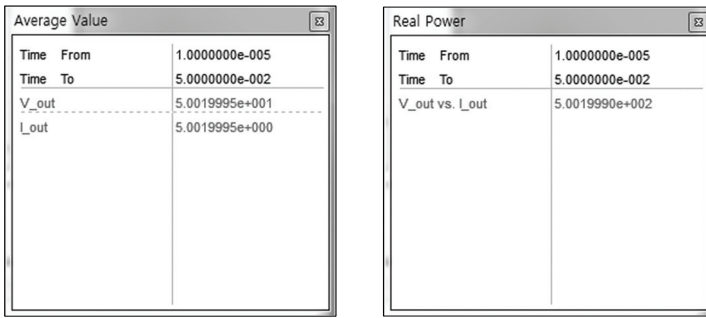 Average Value
Time From 1.0000000e-005
Time To 5.0000000e-002
V_out 5.0019995e+001
I_out 5.0019995e+000
Real Power
Time From 1.0000000e-005
Time To 5.0000000e-002
V_out vs. I_out 5.0019990e+002